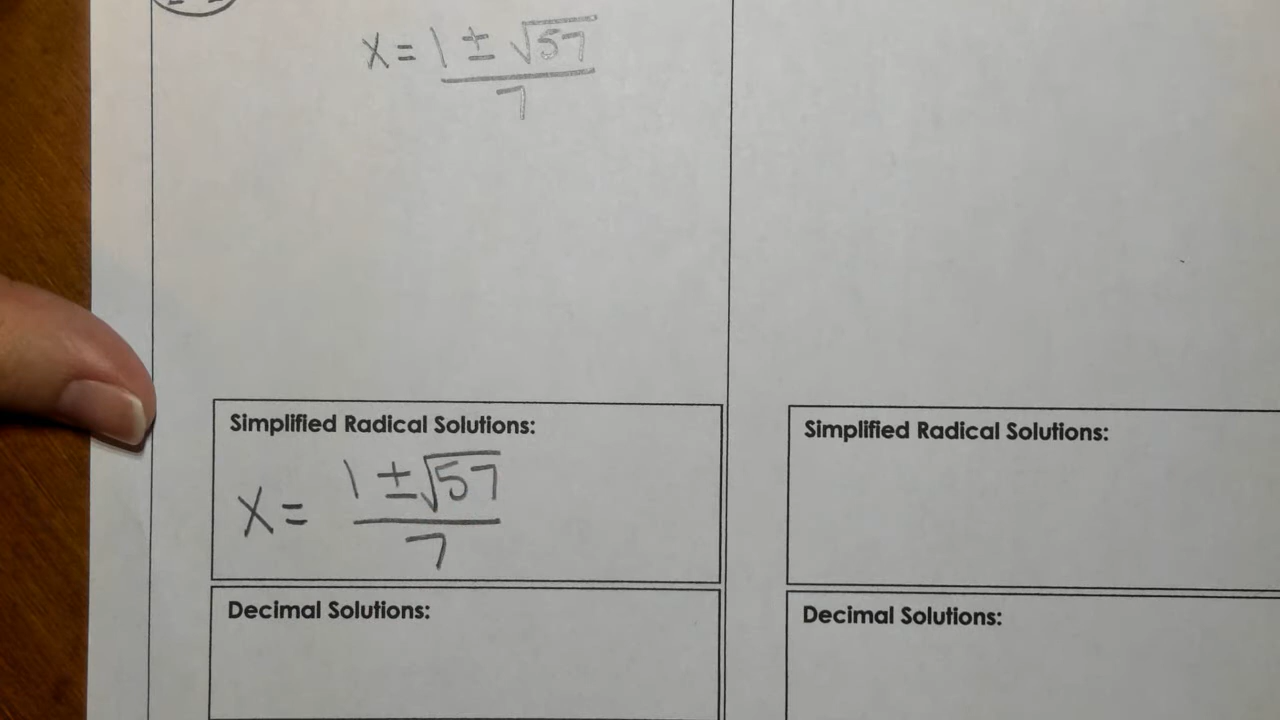 x = 1 ± √57
7
Simplified Radical Solutions:
x = 1 ± √57
7
Decimal Solutions:
Simplified Radical Solutions:
Decimal Solutions: